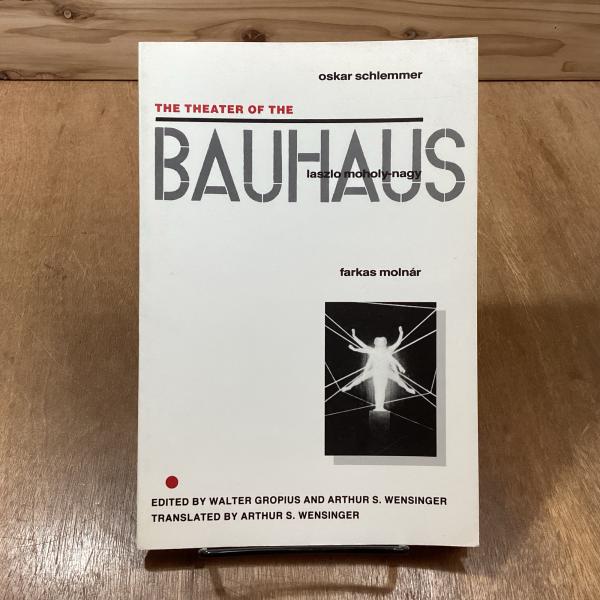 oskar schlemmer
THE THEATER OF THE
BAUHAUS
laszlo moholy-nagy
farkas molnár
EDITED BY WALTER GROPIUS AND ARTHUR S. WENSINGER
TRANSLATED BY ARTHUR S. WENSINGER